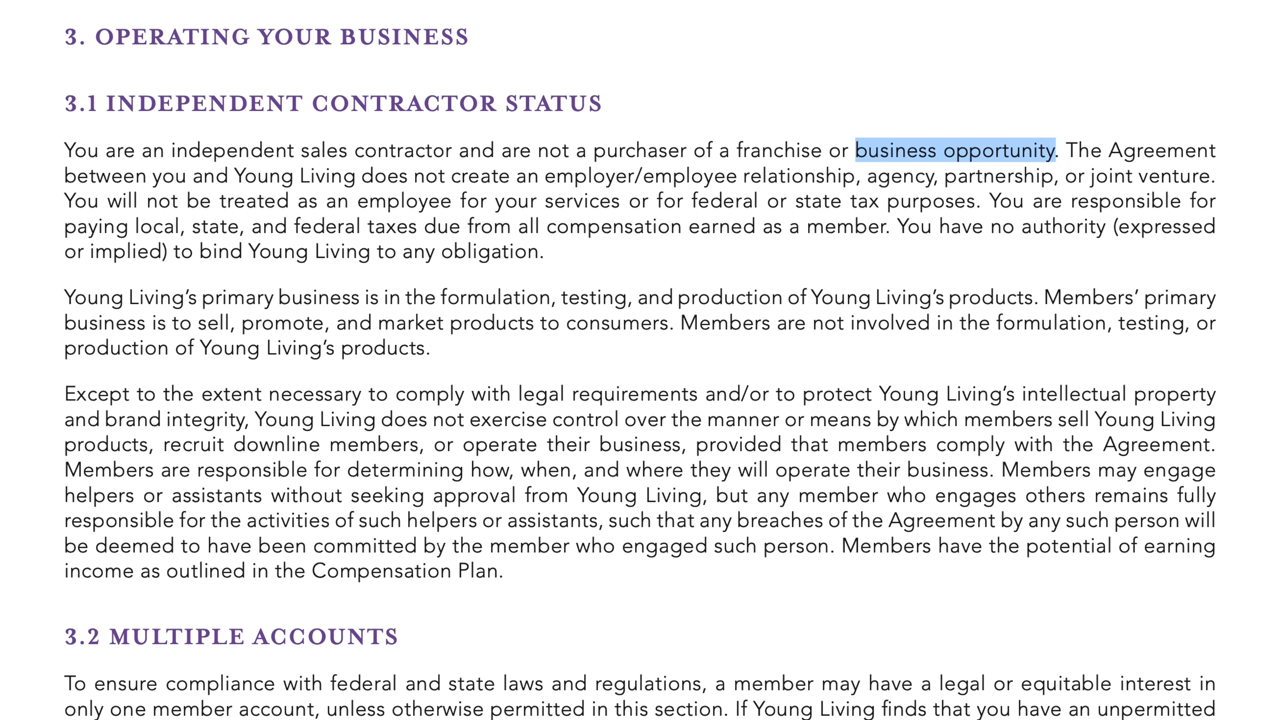 3. OPERATING YOUR BUSINESS
3.1 INDEPENDENT CONTRACTOR STATUS
You are an independent sales contractor and are not a purchaser of a franchise or business opportunity. The Agreement
between you and Young Living does not create an employer/employee relationship, agency, partnership, or joint venture.
You will not be treated as an employee for your services or for federal or state tax purposes. You are responsible for
paying local, state, and federal taxes due from all compensation earned as a member. You have no authority (expressed
or implied) to bind Young Living to any obligation.
Young Living’s primary business is in the formulation, testing, and production of Young Living’s products. Members’ primary
business is to sell, promote, and market products to consumers. Members are not involved in the formulation, testing, or
production of Young Living’s products.
Except to the extent necessary to comply with legal requirements and/or to protect Young Living’s intellectual property
and brand integrity, Young Living does not exercise control over the manner or means by which members sell Young Living
products, recruit downline members, or operate their business, provided that members comply with the Agreement.
Members are responsible for determining how, when, and where they will operate their business. Members may engage
helpers or assistants without seeking approval from Young Living, but any member who engages others remains fully
responsible for the activities of such helpers or assistants, such that any breaches of the Agreement by any such person will
be deemed to have been committed by the member who engaged such person. Members have the potential of earning
income as outlined in the Compensation Plan.
3.2 MULTIPLE ACCOUNTS
To ensure compliance with federal and state laws and regulations, a member may have a legal or equitable interest in
only one member account, unless otherwise permitted in this section. If Young Living finds that you have an unpermitted